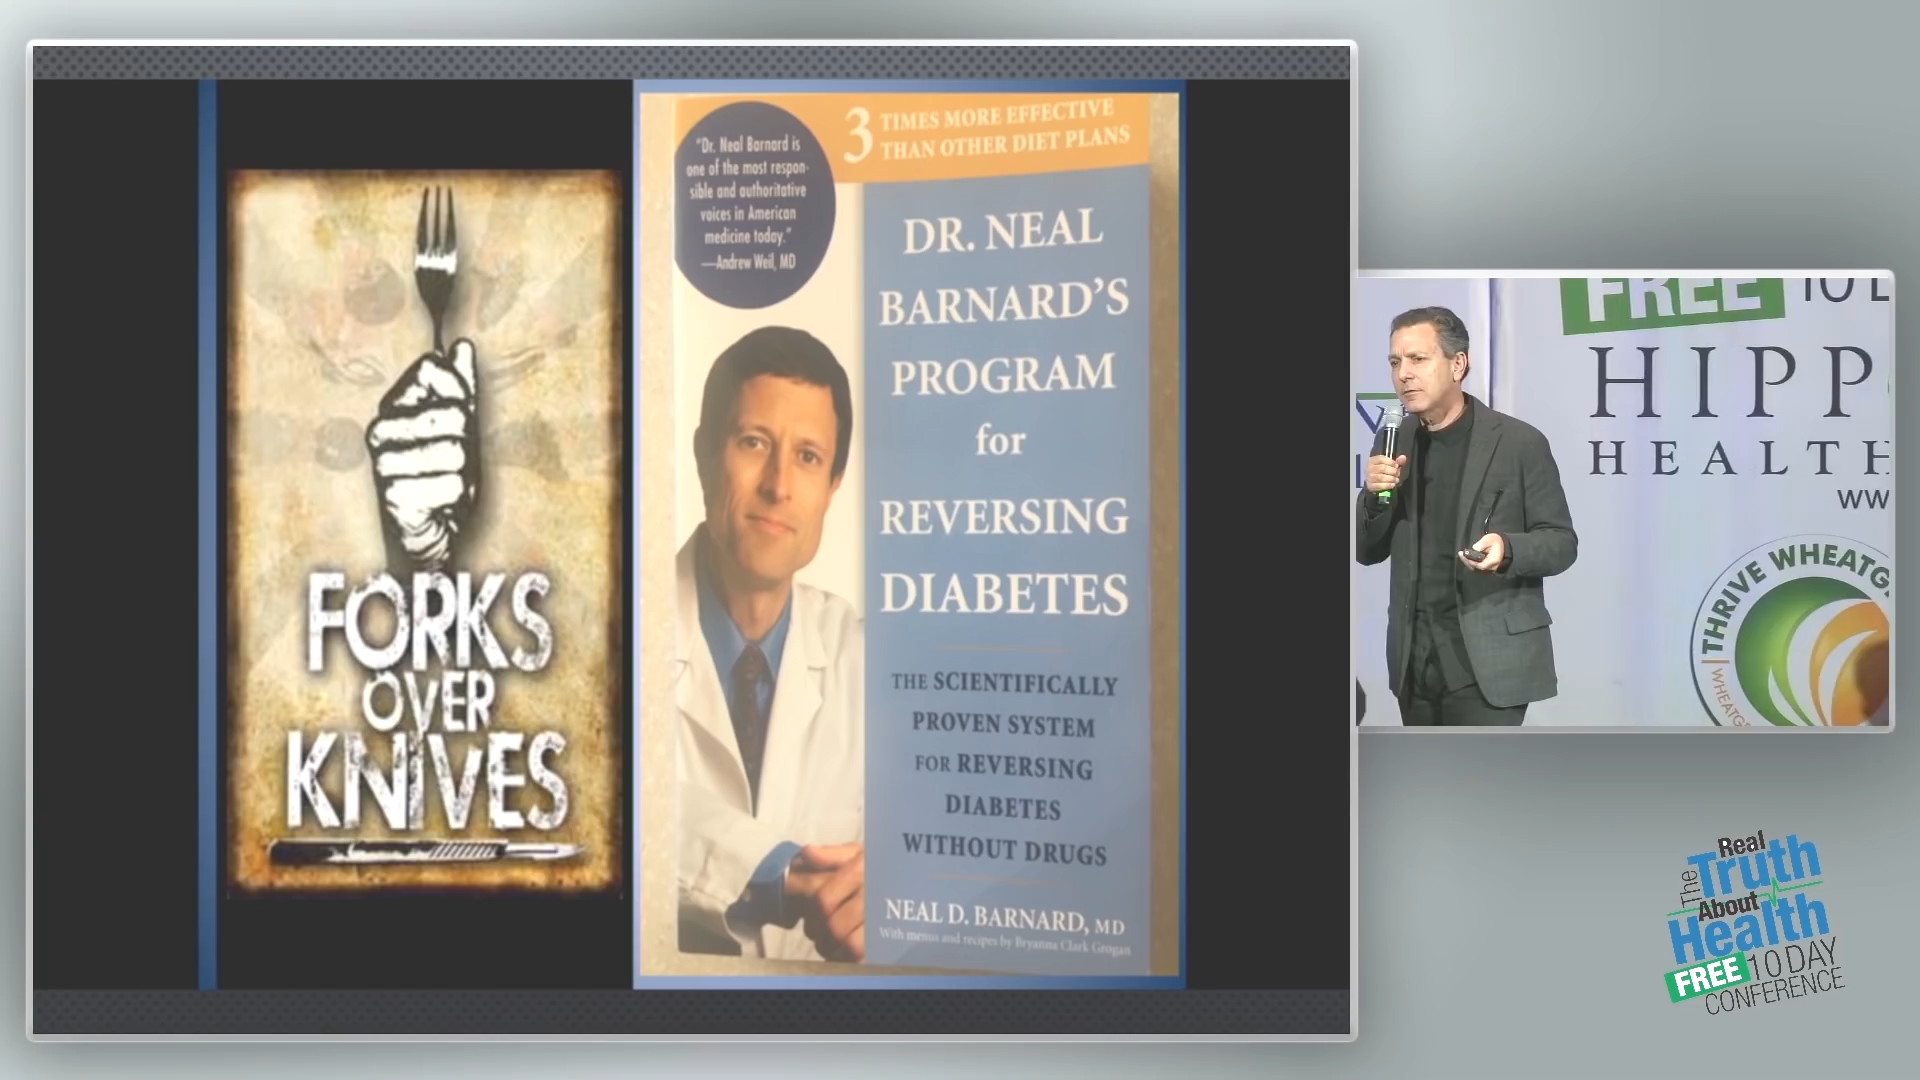 FORKS
OVER
KNIVES
"Dr. Neal Barnard is
one of the most respon-
sible and authoritative
voices in American
medicine today."
—Andrew Weil, MD
3 TIMES MORE EFFECTIVE
THAN OTHER DIET PLANS
DR. NEAL
BARNARD'S
PROGRAM
for
REVERSING
DIABETES
THE SCIENTIFICALLY
PROVEN SYSTEM
FOR REVERSING
DIABETES
WITHOUT DRUGS
NEAL D. BARNARD, MD
With menus and recipes by Bryanna Clark Grogan
FREE 10
HIPP
HEALTH
WW
THRIVE WHEATG
The Real
Truth
About
Health
FREE 10 DAY
CONFERENCE